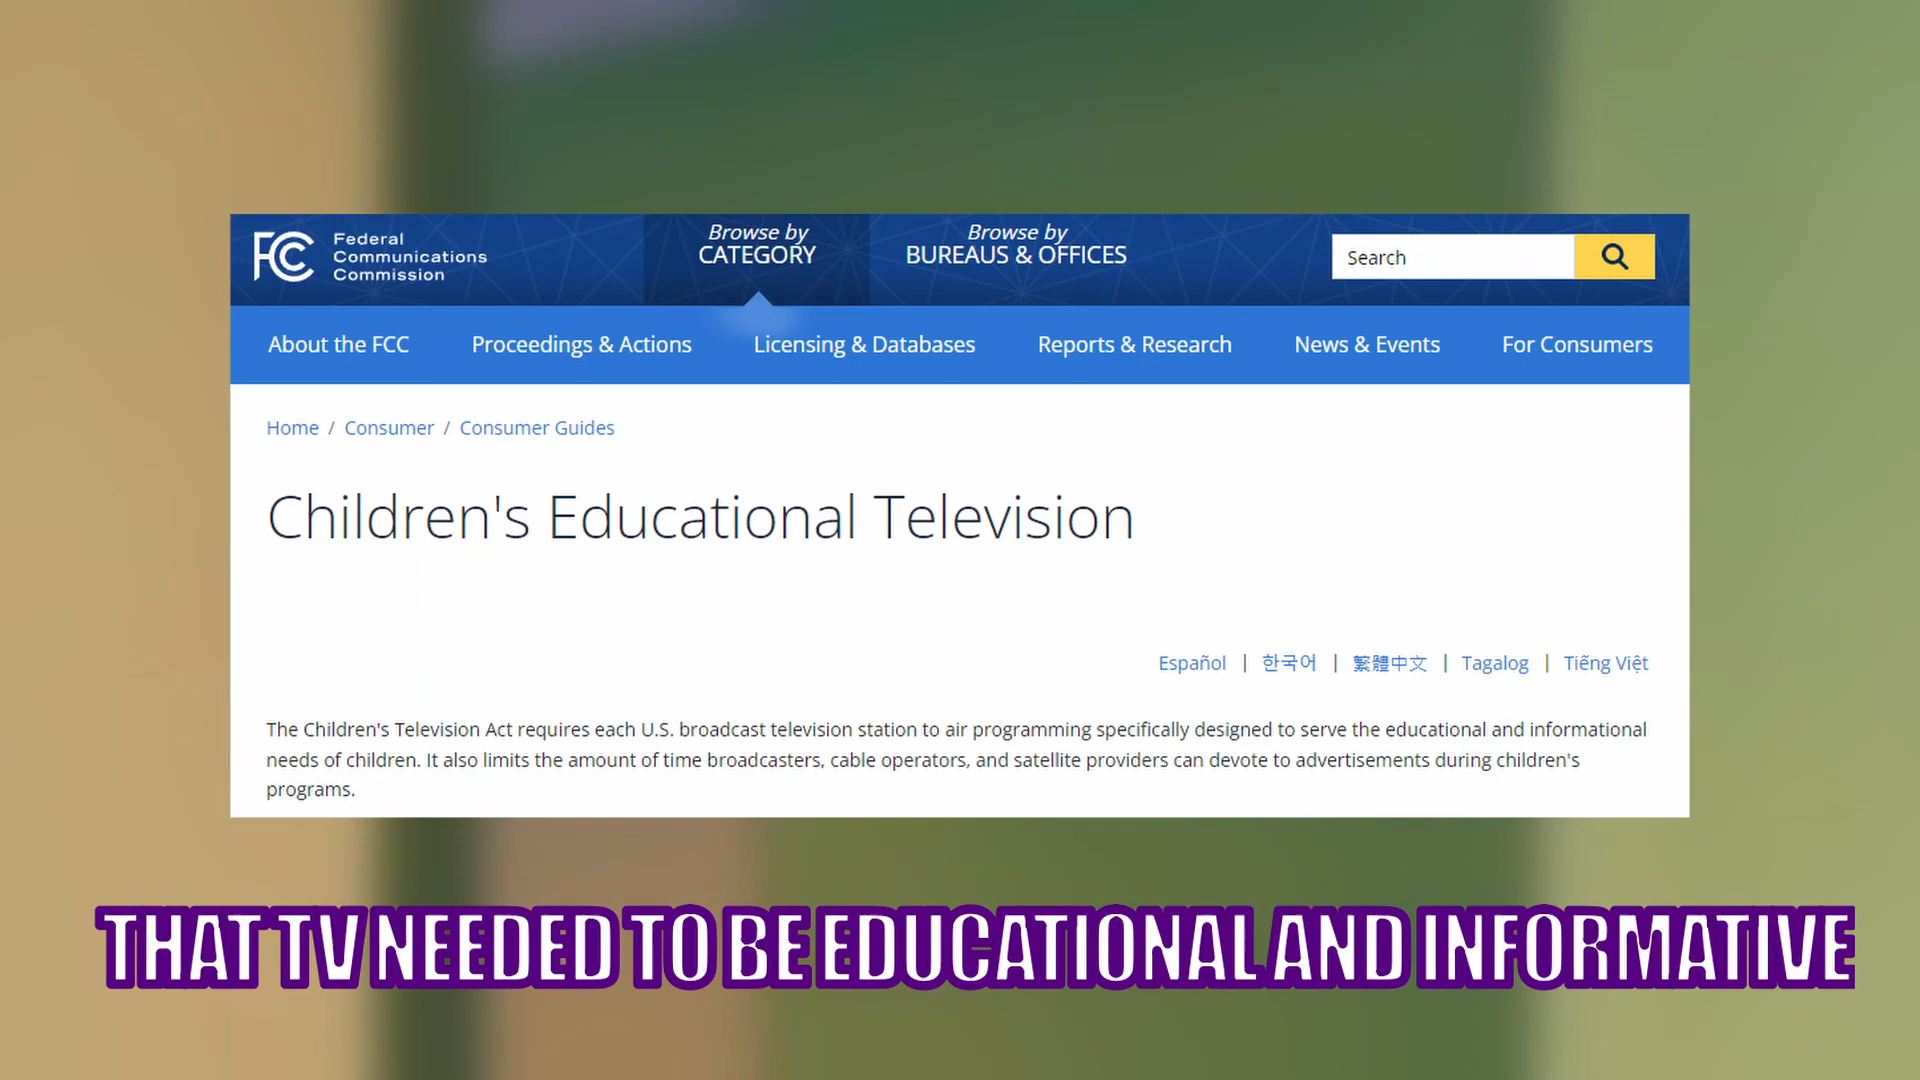 FCC Federal Communications Commission
Browse by CATEGORY
Browse by BUREAUS & OFFICES
Search
About the FCC Proceedings & Actions Licensing & Databases Reports & Research News & Events For Consumers
Home / Consumer / Consumer Guides
Children's Educational Television
Español | 한국어 | 繁體中文 | Tagalog | Tiếng Việt
The Children's Television Act requires each U.S. broadcast television station to air programming specifically designed to serve the educational and informational
needs of children. It also limits the amount of time broadcasters, cable operators, and satellite providers can devote to advertisements during children's
programs.
THAT TV NEEDED TO BE EDUCATIONAL AND INFORMATIVE